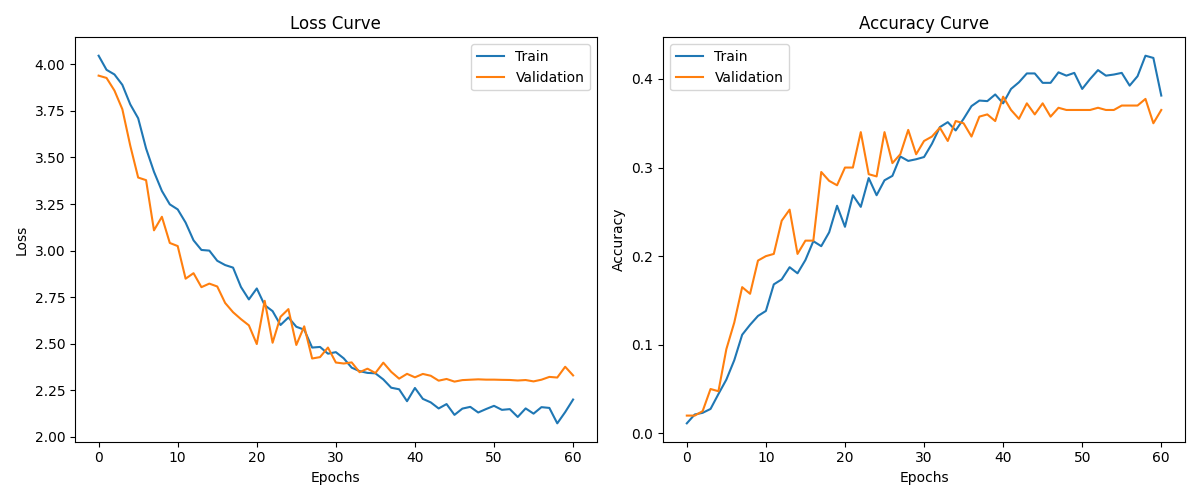 Loss Curve
Loss
4.00
3.75
3.50
3.25
3.00
2.75
2.50
2.25
2.00
Train
Validation
0
10
20
30
40
50
60
Epochs
Accuracy Curve
Accuracy
0.4
0.3
0.2
0.1
0.0
Train
Validation
0
10
20
30
40
50
60
Epochs